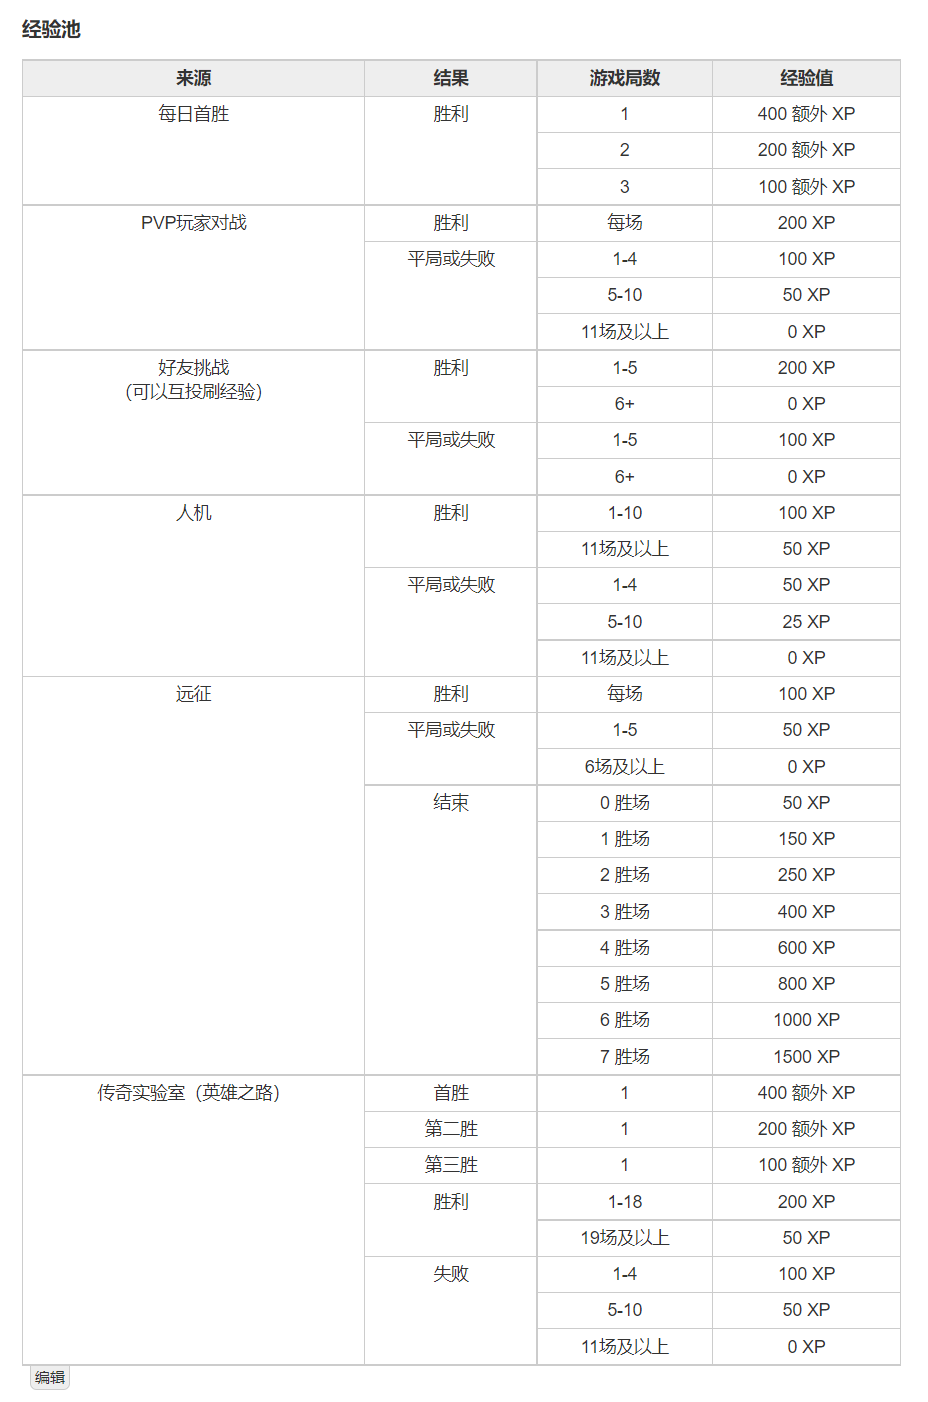 经验池
来源 结果 游戏局数 经验值
每日首胜 胜利 1 400 额外 XP
2 200 额外 XP
3 100 额外 XP
PVP玩家对战 胜利 每场 200 XP
平局或失败 1-4 100 XP
5-10 50 XP
11场及以上 0 XP
好友挑战 胜利 1-5 200 XP
（可以互投刷经验）
6+ 0 XP
平局或失败 1-5 100 XP
6+ 0 XP
人机 胜利 1-10 100 XP
11场及以上 50 XP
平局或失败 1-4 50 XP
5-10 25 XP
11场及以上 0 XP
远征 胜利 每场 100 XP
平局或失败 1-5 50 XP
6场及以上 0 XP
结束 0 胜场 50 XP
1 胜场 150 XP
2 胜场 250 XP
3 胜场 400 XP
4 胜场 600 XP
5 胜场 800 XP
6 胜场 1000 XP
7 胜场 1500 XP
传奇实验室（英雄之路） 首胜 1 400 额外 XP
第二胜 1 200 额外 XP
第三胜 1 100 额外 XP
胜利 1-18 200 XP
19场及以上 50 XP
失败 1-4 100 XP
5-10 50 XP
11场及以上 0 XP
编辑